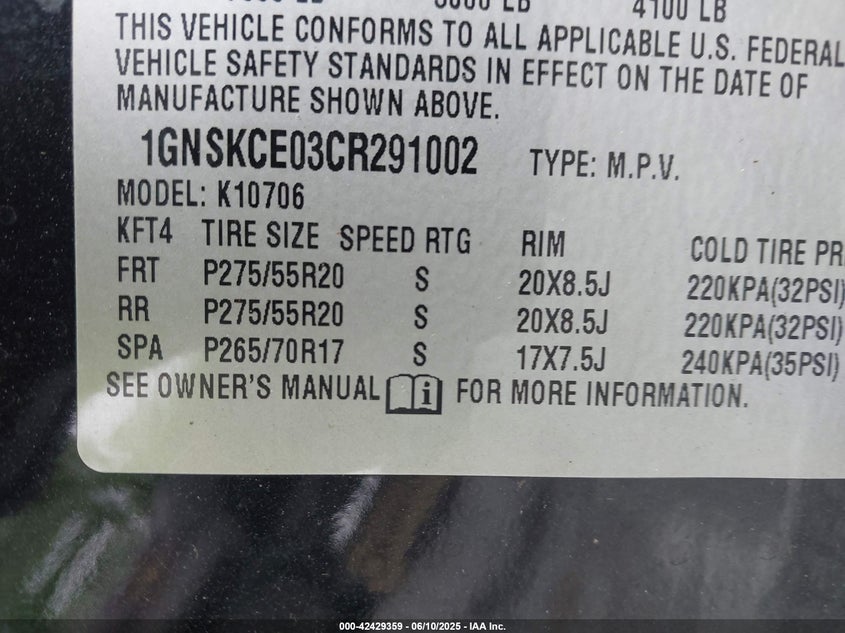 4100 LB
THIS VEHICLE CONFORMS TO ALL APPLICABLE U.S. FEDERAL
VEHICLE SAFETY STANDARDS IN EFFECT ON THE DATE OF
MANUFACTURE SHOWN ABOVE.
1GNSKCE03CR291002 TYPE: M.P.V.
MODEL: K10706
KFT4 TIRE SIZE SPEED RTG RIM COLD TIRE PR
FRT P275/55R20 S 20X8.5J 220KPA(32PSI)
RR P275/55R20 S 20X8.5J 220KPA(32PSI)
SPA P265/70R17 S 17X7.5J 240KPA(35PSI)
SEE OWNER'S MANUAL i FOR MORE INFORMATION.
000-42429359 - 06/10/2025 - IAA Inc.